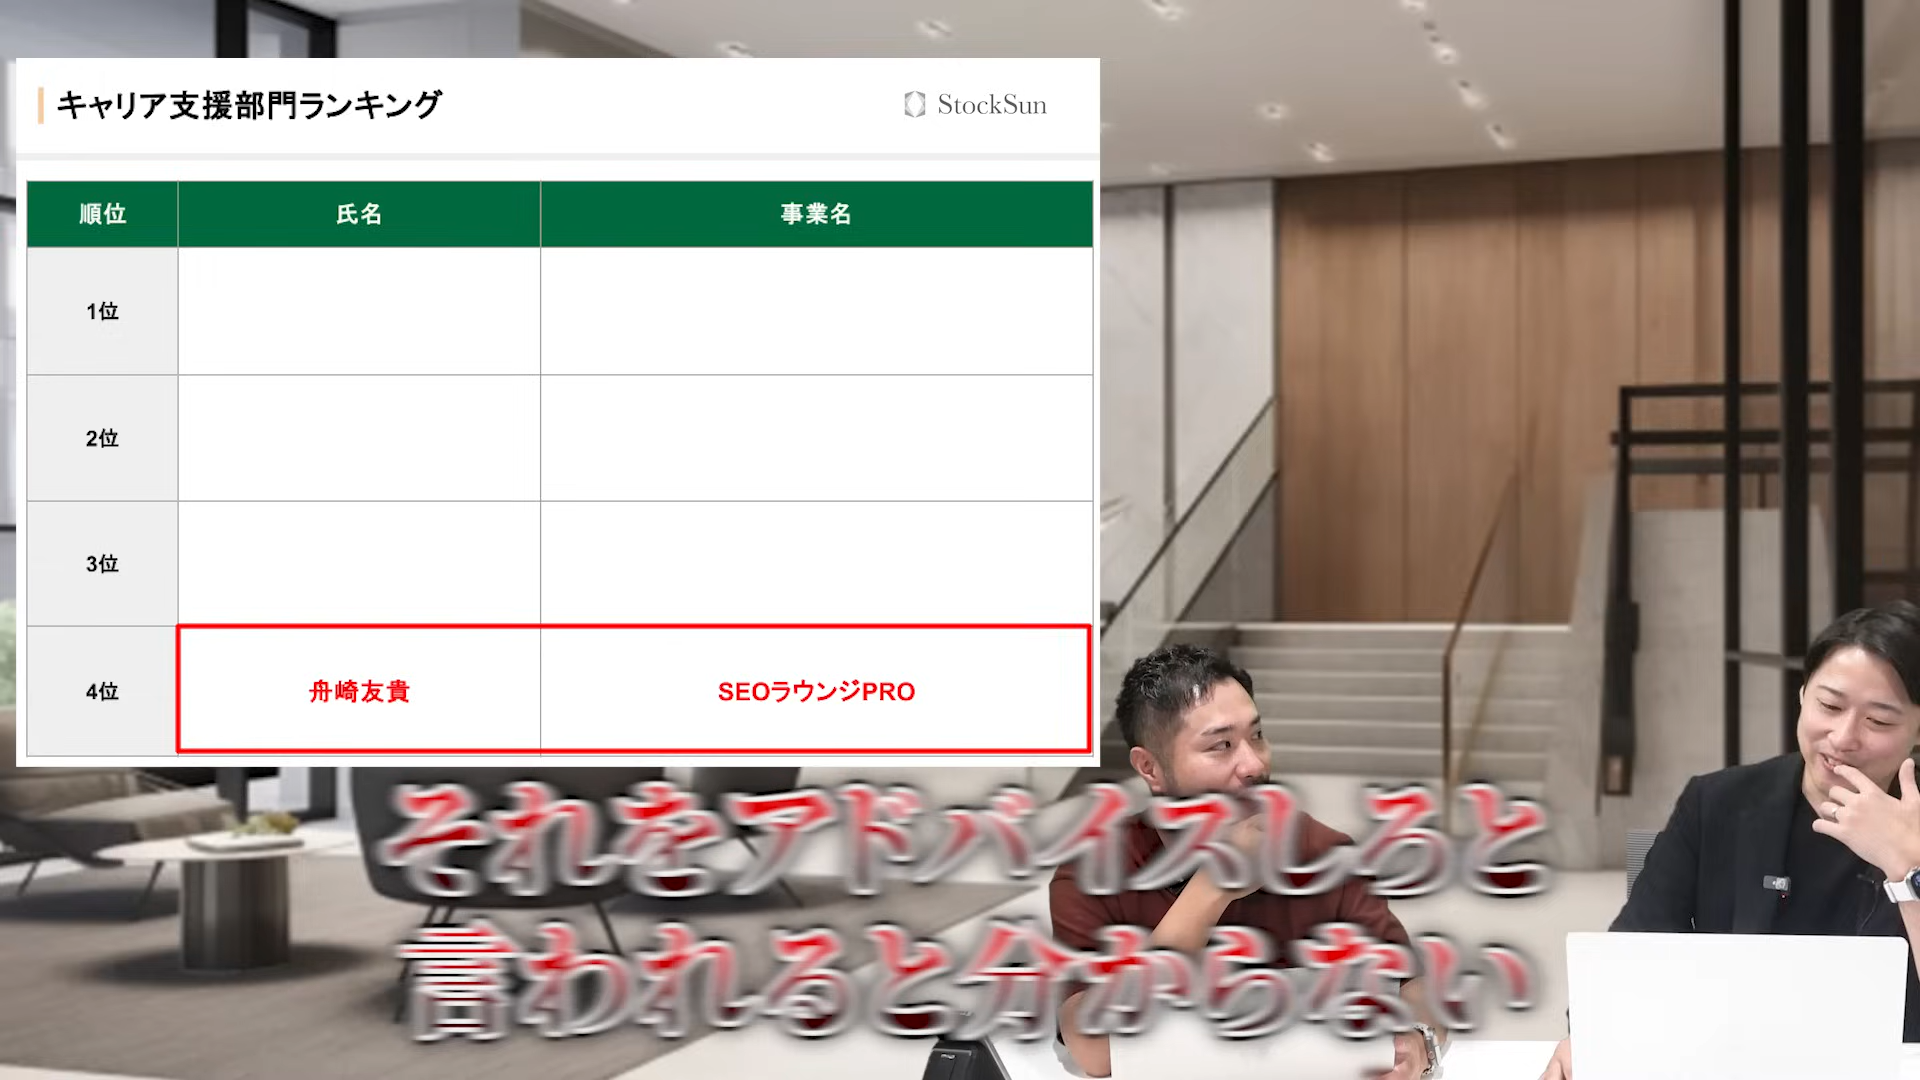 キャリア支援部門ランキング
StockSun
順位 氏名 事業名
1位
2位
3位
4位 舟崎友貴 SEOラウンジPRO
それをアドバイスしろと
言われると分からない